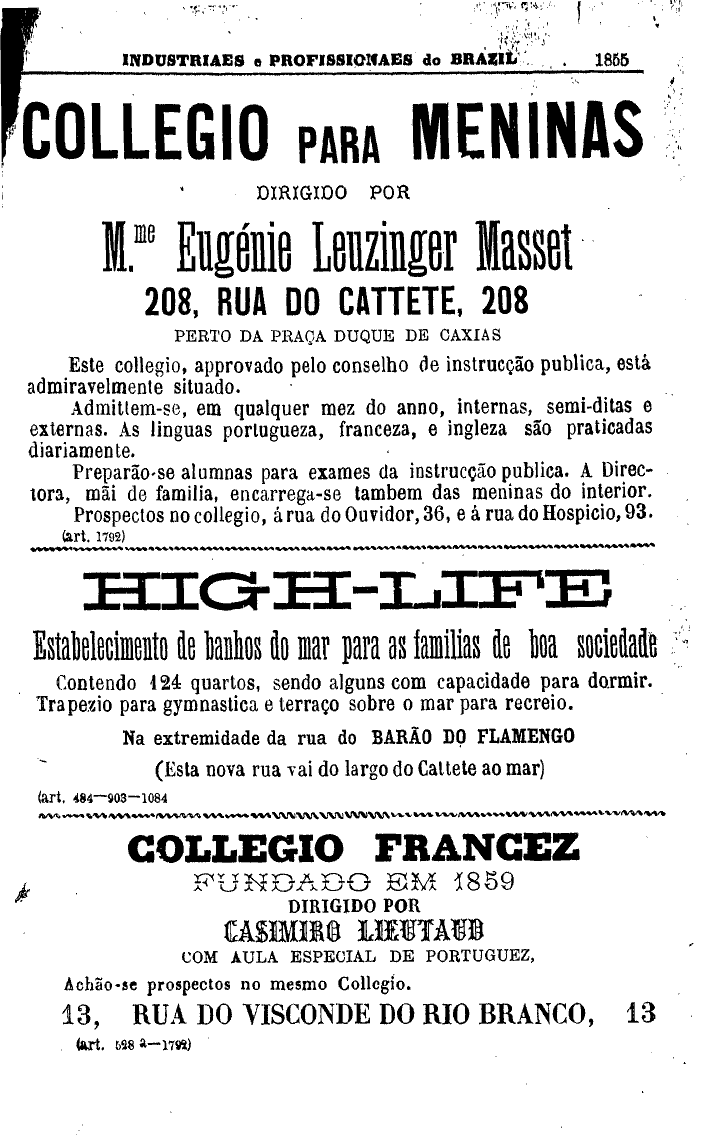 INDUSTRIAES e PROFISSIONAES do BRAZIL . 1855
COLLEGIO PARA MENINAS
DIRIGIDO POR
M.me Eugénie Leuzinger Masset
208, RUA DO CATTETE, 208
PERTO DA PRAÇA DUQUE DE CAXIAS
Este collegio, approvado pelo conselho de instrucção publica, está
admiravelmente situado.
Admittem-se, em qualquer mez do anno, internas, semi-ditas e
externas. As linguas portugueza, franceza, e ingleza são praticadas
diariamente.
Preparão-se alumnas para exames da instrucção publica. A Direc-
tora, mãi de familia, encarrega-se tambem das meninas do interior.
Prospectos no collegio, á rua do Ouvidor, 36, e á rua do Hospicio, 93.
(art. 1792)
HIGH-LIFE
Estabelecimento de banhos do mar para as familias de boa sociedade
Contendo 124 quartos, sendo alguns com capacidade para dormir.
Trapezio para gymnastica e terraço sobre o mar para recreio.
Na extremidade da rua do BARÃO DO FLAMENGO
(Esta nova rua vai do largo do Cattete ao mar)
(art. 484—903—1084
COLLEGIO FRANCEZ
FUNDADO EM 1859
DIRIGIDO POR
CASIMIRO LIEUTAUD
COM AULA ESPECIAL DE PORTUGUEZ,
Achão-se prospectos no mesmo Collegio.
13, RUA DO VISCONDE DO RIO BRANCO, 13
(art. 528 a—1792)